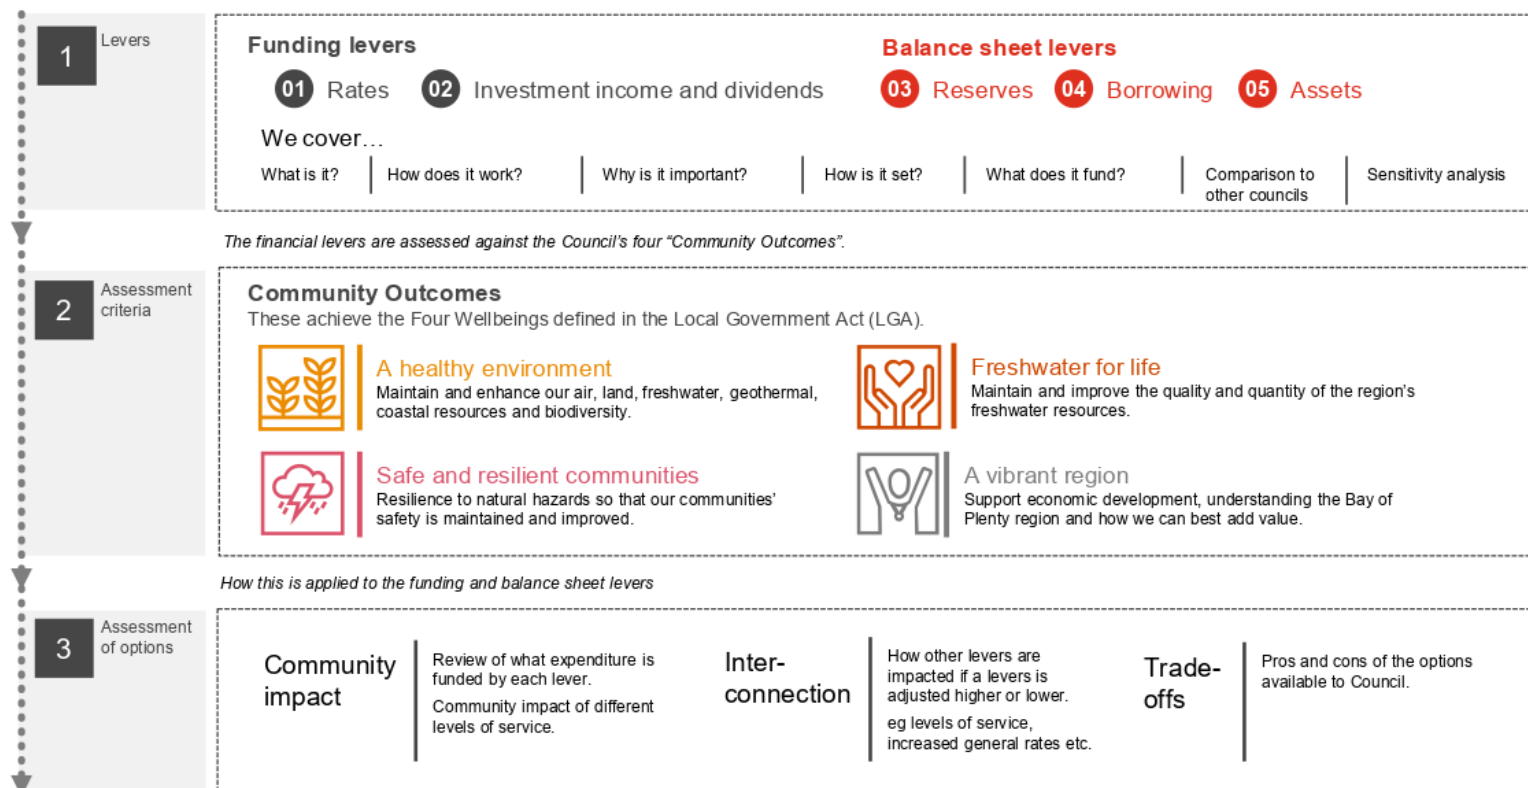 1
Levers
Funding levers
Balance sheet levers
01 Rates 02 Investment income and dividends
03 Reserves 04 Borrowing 05 Assets
We cover…
What is it?
How does it work?
Why is it important?
How is it set?
What does it fund?
Comparison to
other councils
Sensitivity analysis
The financial levers are assessed against the Council's four “Community Outcomes”.
2
Assessment
criteria
Community Outcomes
These achieve the Four Wellbeings defined in the Local Government Act (LGA).
A healthy environment
Maintain and enhance our air, land, freshwater, geothermal,
coastal resources and biodiversity.
Freshwater for life
Maintain and improve the quality and quantity of the region’s
freshwater resources.
Safe and resilient communities
Resilience to natural hazards so that our communities’
safety is maintained and improved.
A vibrant region
Support economic development, understanding the Bay of
Plenty region and how we can best add value.
How this is applied to the funding and balance sheet levers
3
Assessment
of options
Community
impact
Review of what expenditure is
funded by each lever.
Community impact of different
levels of service.
Inter-
connection
How other levers are
impacted if a levers is
adjusted higher or lower.
eg levels of service,
increased general rates etc.
Trade-
offs
Pros and cons of the options
available to Council.